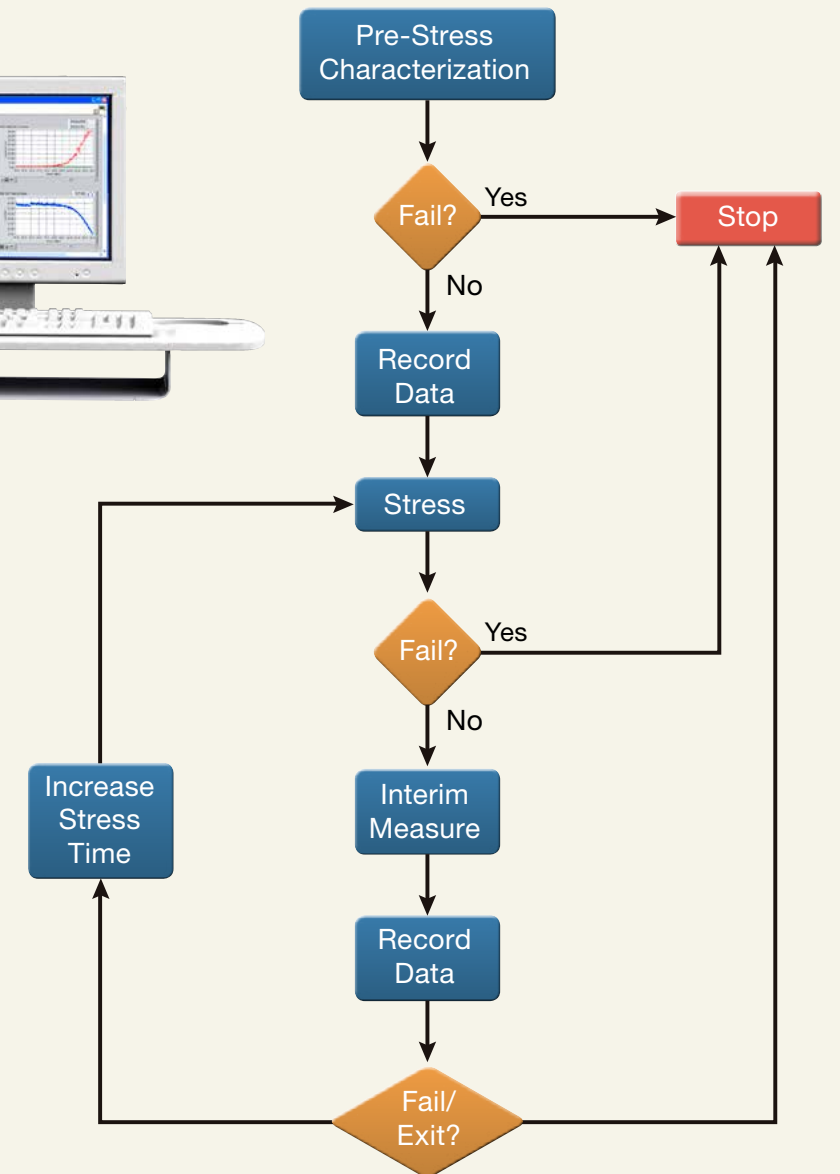 Pre-Stress
Characterization
Fail?
Yes
Stop
No
Record
Data
Stress
Fail?
Yes
No
Increase
Stress
Time
Interim
Measure
Record
Data
Fail/
Exit?